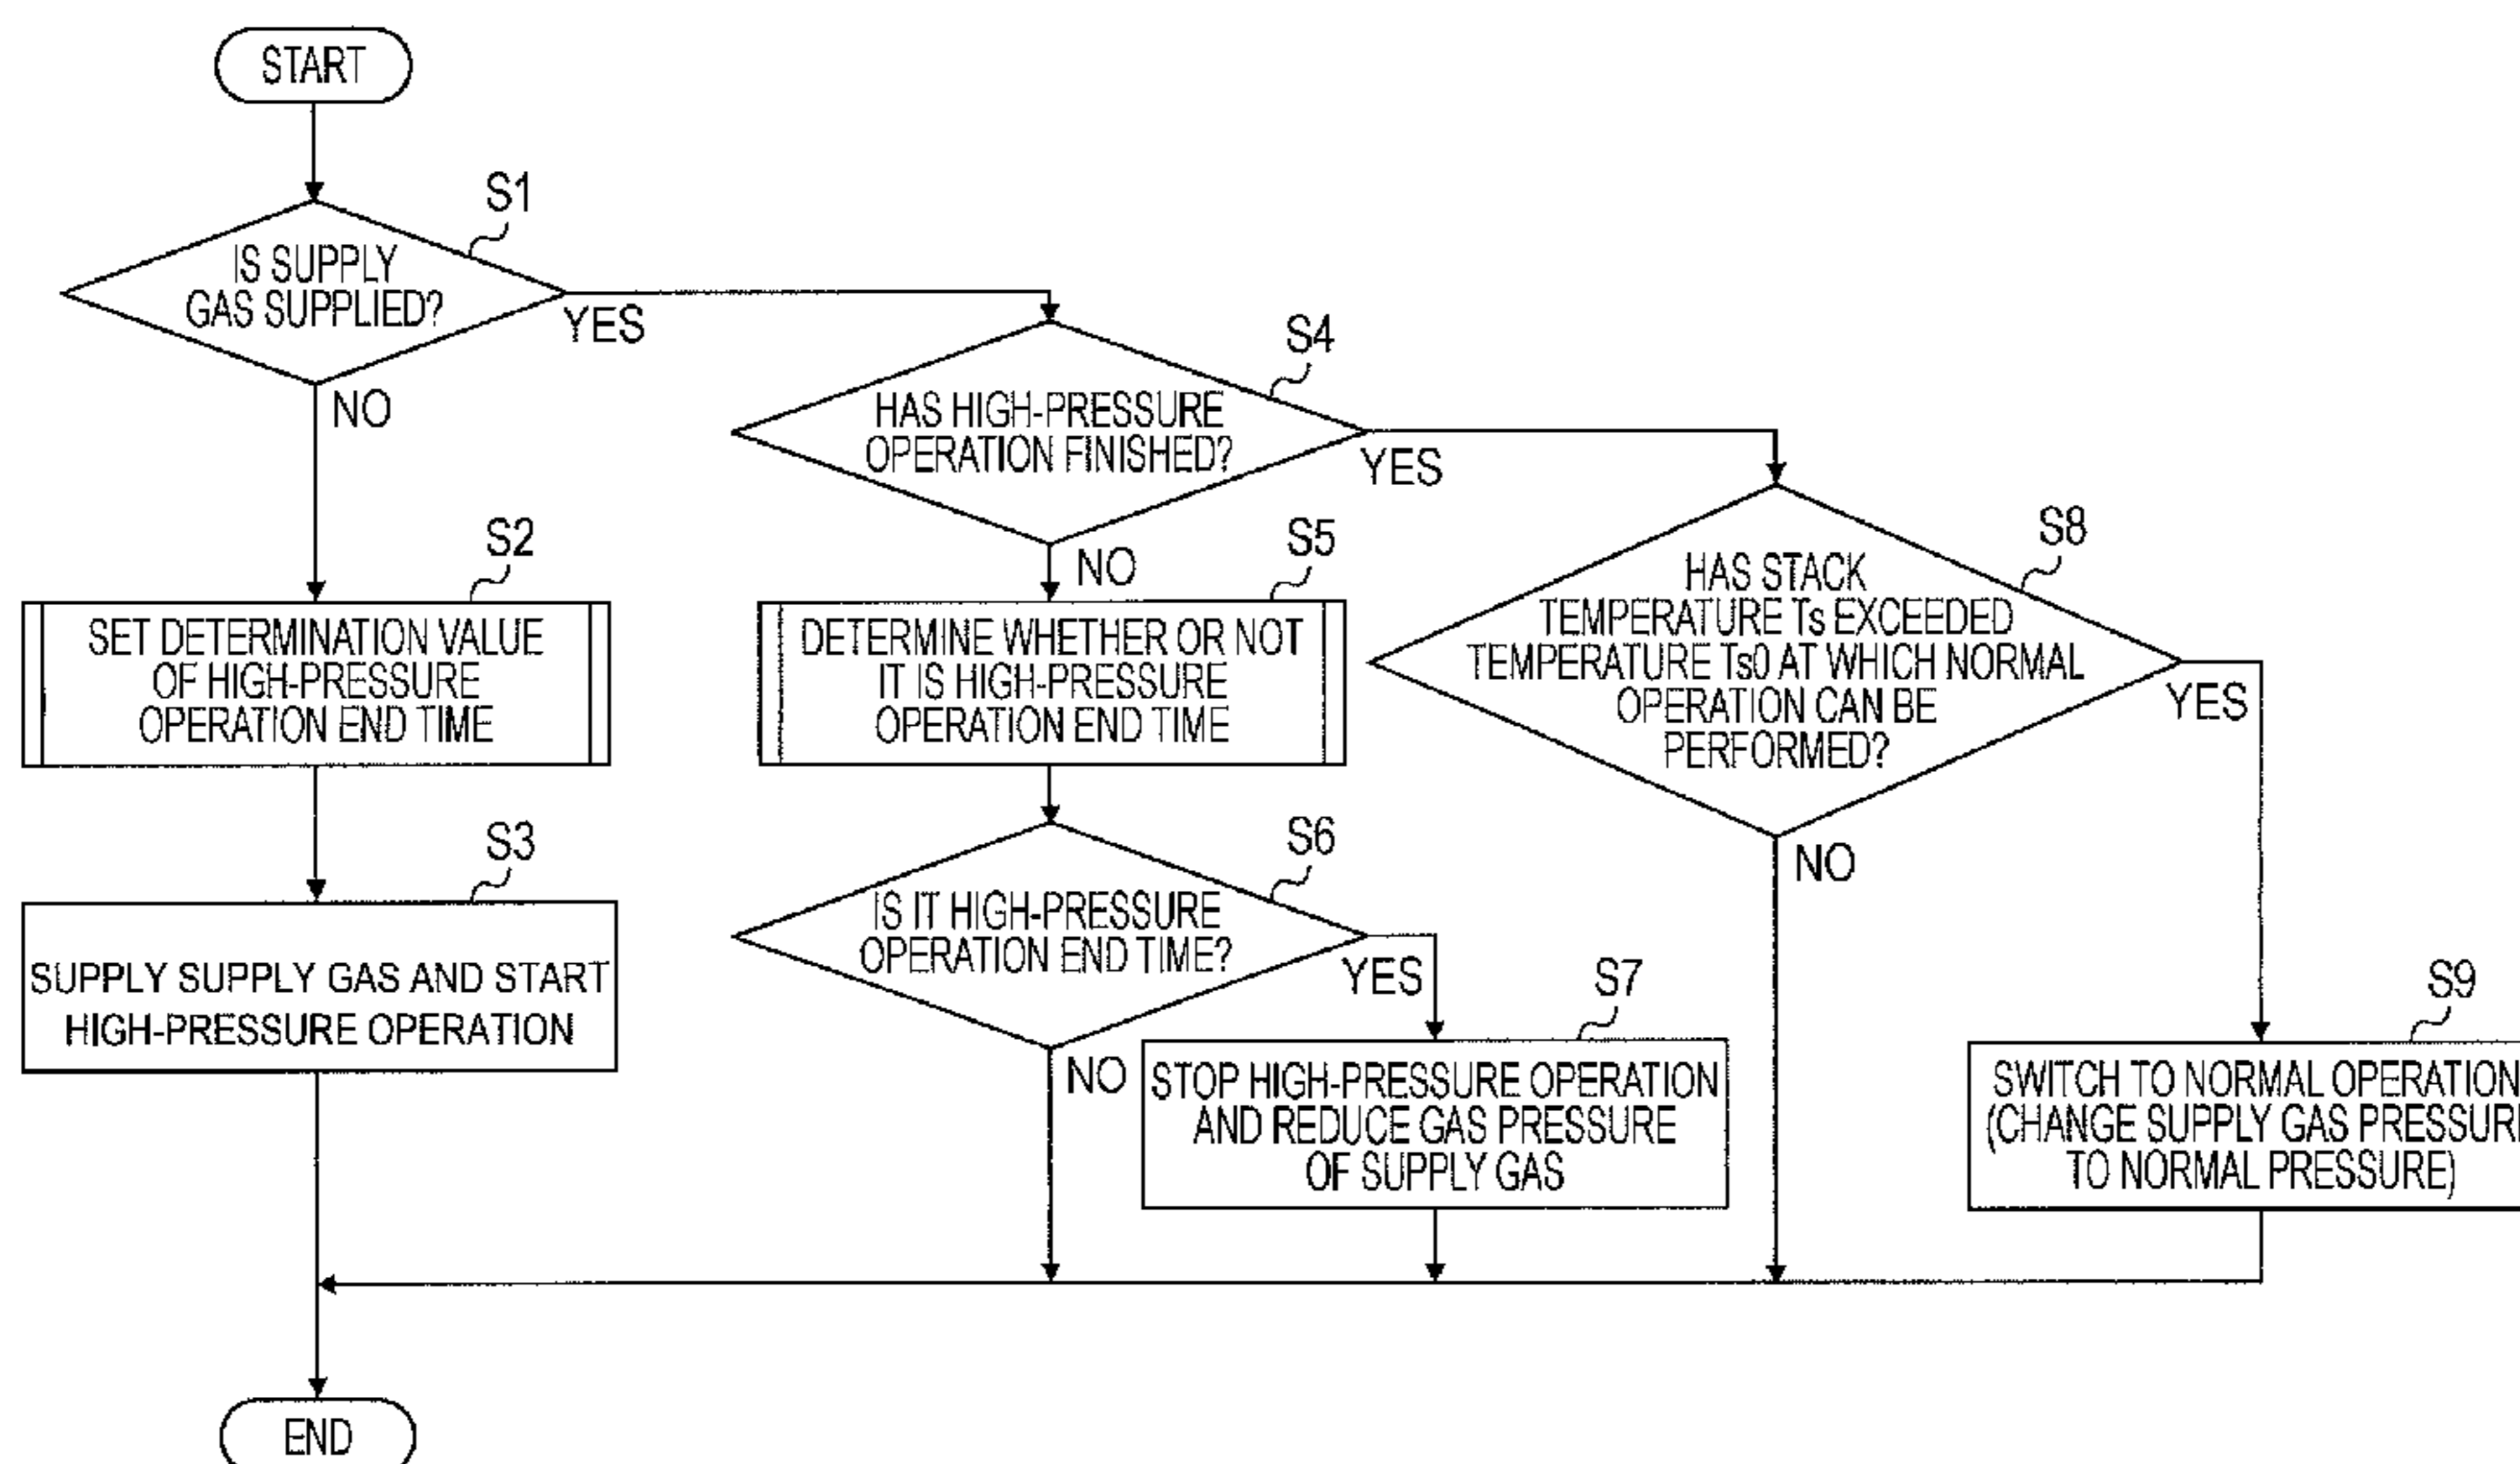 START
S1
IS SUPPLY
GAS SUPPLIED?
YES
NO
S4
HAS HIGH-PRESSURE
OPERATION FINISHED?
YES
NO
S2
SET DETERMINATION VALUE
OF HIGH-PRESSURE
OPERATION END TIME
S5
DETERMINE WHETHER OR NOT
IT IS HIGH-PRESSURE
OPERATION END TIME
S8
HAS STACK
TEMPERATURE Ts EXCEEDED
TEMPERATURE Ts0 AT WHICH NORMAL
OPERATION CAN BE
PERFORMED?
YES
NO
S3
SUPPLY SUPPLY GAS AND START
HIGH-PRESSURE OPERATION
S6
IS IT HIGH-PRESSURE
OPERATION END TIME?
YES
NO
S7
STOP HIGH-PRESSURE OPERATION
AND REDUCE GAS PRESSURE
OF SUPPLY GAS
S9
SWITCH TO NORMAL OPERATION
(CHANGE SUPPLY GAS PRESSURE
TO NORMAL PRESSURE)
END